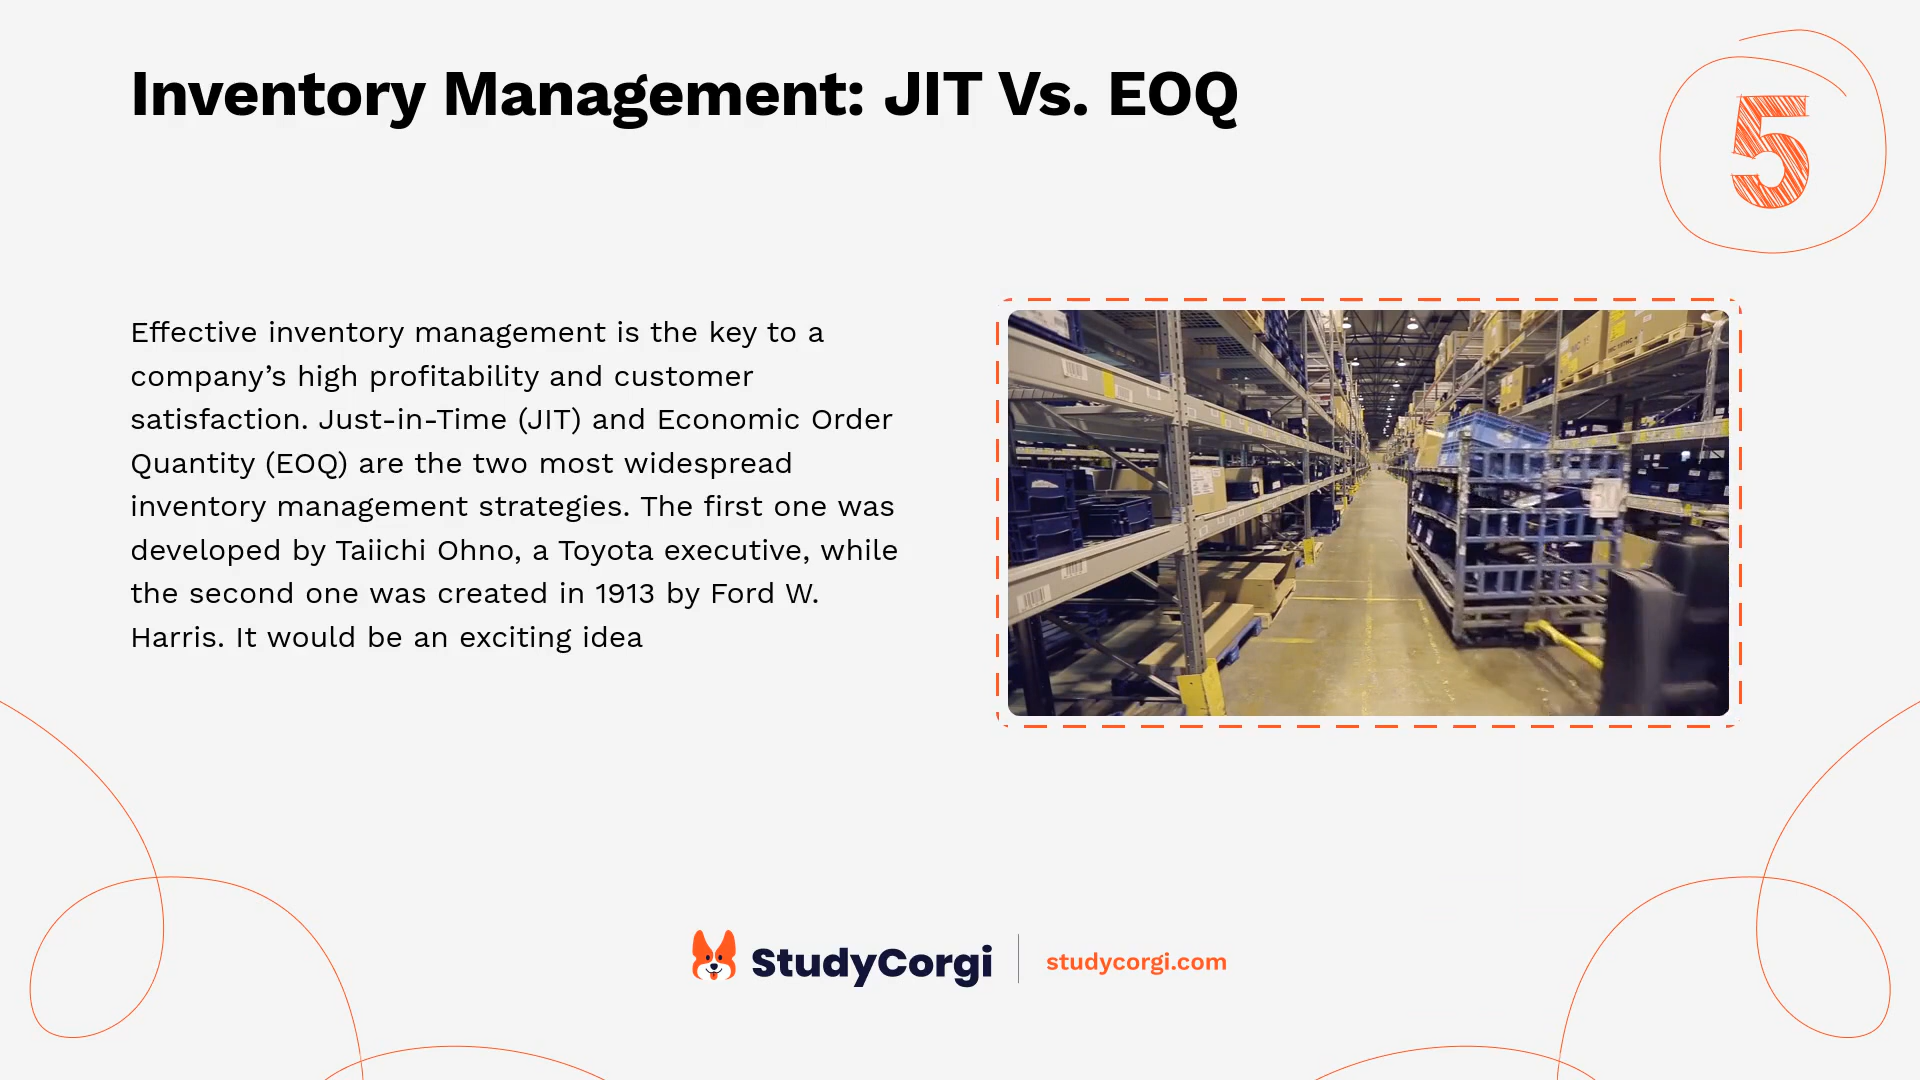 Inventory Management: JIT Vs. EOQ
5
Effective inventory management is the key to a
company’s high profitability and customer
satisfaction. Just-in-Time (JIT) and Economic Order
Quantity (EOQ) are the two most widespread
inventory management strategies. The first one was
developed by Taiichi Ohno, a Toyota executive, while
the second one was created in 1913 by Ford W.
Harris. It would be an exciting idea
StudyCorgi
studycorgi.com